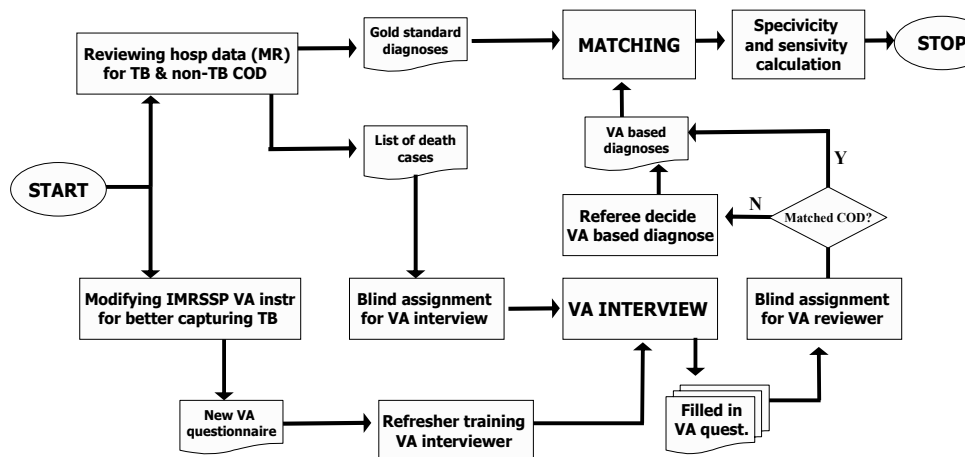 START
Reviewing hosp data (MR)
for TB & non-TB COD
Gold standard
diagnoses
MATCHING
Specivicity
and sensivity
calculation
STOP
List of death
cases
VA based
diagnoses
Y
N
Matched COD?
Referee decide
VA based diagnose
Modifying IMRSSP VA instr
for better capturing TB
Blind assignment
for VA interview
VA INTERVIEW
Blind assignment
for VA reviewer
New VA
questionnaire
Refresher training
VA interviewer
Filled in
VA quest.